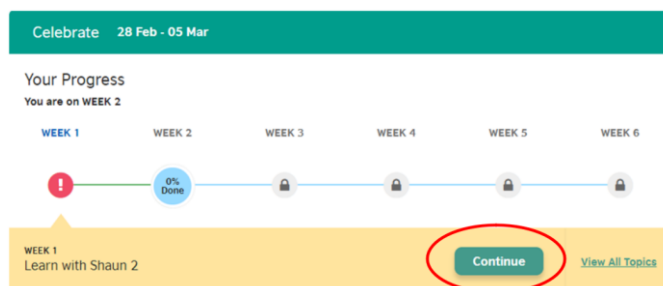 Celebrate 28 Feb - 05 Mar
Your Progress
You are on WEEK 2
WEEK 1 WEEK 2 WEEK 3 WEEK 4 WEEK 5 WEEK 6
!
0%
Done
WEEK 1
Learn with Shaun 2
Continue
View All Topics